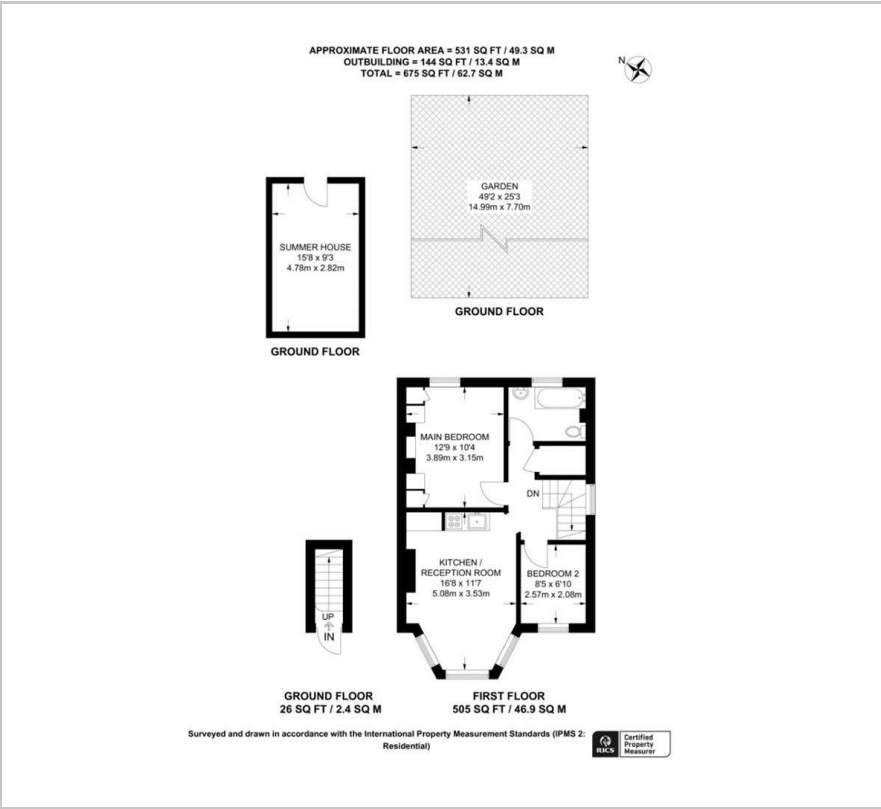 APPROXIMATE FLOOR AREA = 531 SQ FT / 49.3 SQ M
OUTBUILDING = 144 SQ FT / 13.4 SQ M
TOTAL = 675 SQ FT / 62.7 SQ M
N
GARDEN
49'2 x 25'3
14.99m x 7.70m
GROUND FLOOR
SUMMER HOUSE
15'8 x 9'3
4.78m x 2.82m
GROUND FLOOR
MAIN BEDROOM
12'9 x 10'4
3.89m x 3.15m
DN
KITCHEN /
RECEPTION ROOM
16'8 x 11'7
5.08m x 3.53m
BEDROOM 2
8'5 x 6'10
2.57m x 2.08m
UP
IN
GROUND FLOOR
26 SQ FT / 2.4 SQ M
FIRST FLOOR
505 SQ FT / 46.9 SQ M
Surveyed and drawn in accordance with the International Property Measurement Standards (IPMS 2:
Residential)
RICS
Certified
Property
Measurer